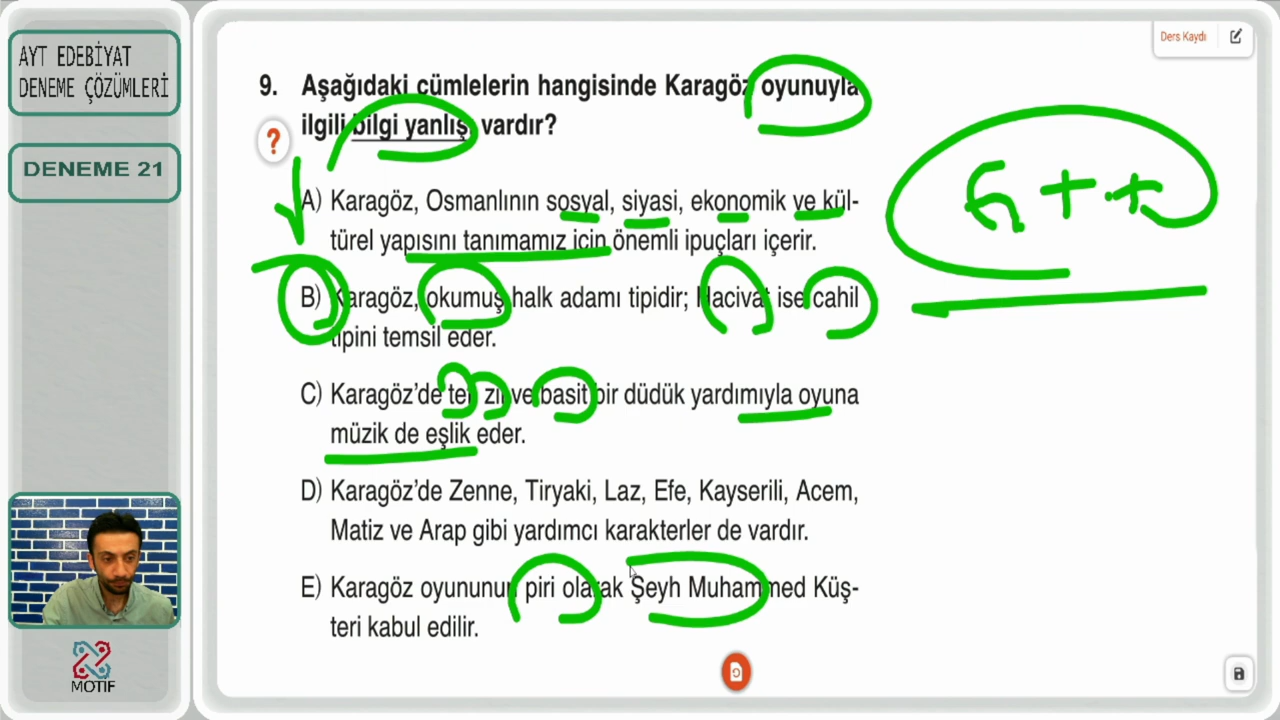 AYT EDEBİYAT
DENEME ÇÖZÜMLERİ
DENEME 21
MOTIF
Ders Kaydı
9. Aşağıdaki cümlelerin hangisinde Karagöz oyunuyla
ilgili bilgi yanlışı vardır?
?
A) Karagöz, Osmanlının sosyal, siyasi, ekonomik ve kül-
türel yapısını tanımamız için önemli ipuçları içerir.
B) Karagöz, okumuş halk adamı tipidir; Hacivat ise cahil
tipini temsil eder.
C) Karagöz’de tef, zil ve basit bir düdük yardımıyla oyuna
müzik de eşlik eder.
D) Karagöz’de Zenne, Tiryaki, Laz, Efe, Kayserili, Acem,
Matiz ve Arap gibi yardımcı karakterler de vardır.
E) Karagöz oyununun piri olarak Şeyh Muhammed Küş-
teri kabul edilir.